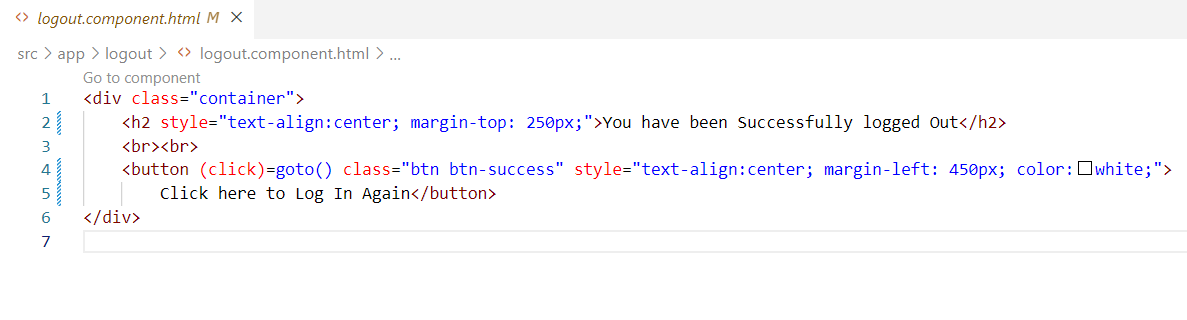 <> logout.component.html M ×
src > app > logout > <> logout.component.html > ...
Go to component
1 <div class="container">
2     <h2 style="text-align:center; margin-top: 250px;">You have been Successfully logged Out</h2>
3     <br><br>
4     <button (click)=goto() class="btn btn-success" style="text-align:center; margin-left: 450px; color:white;">
5         Click here to Log In Again</button>
6 </div>
7